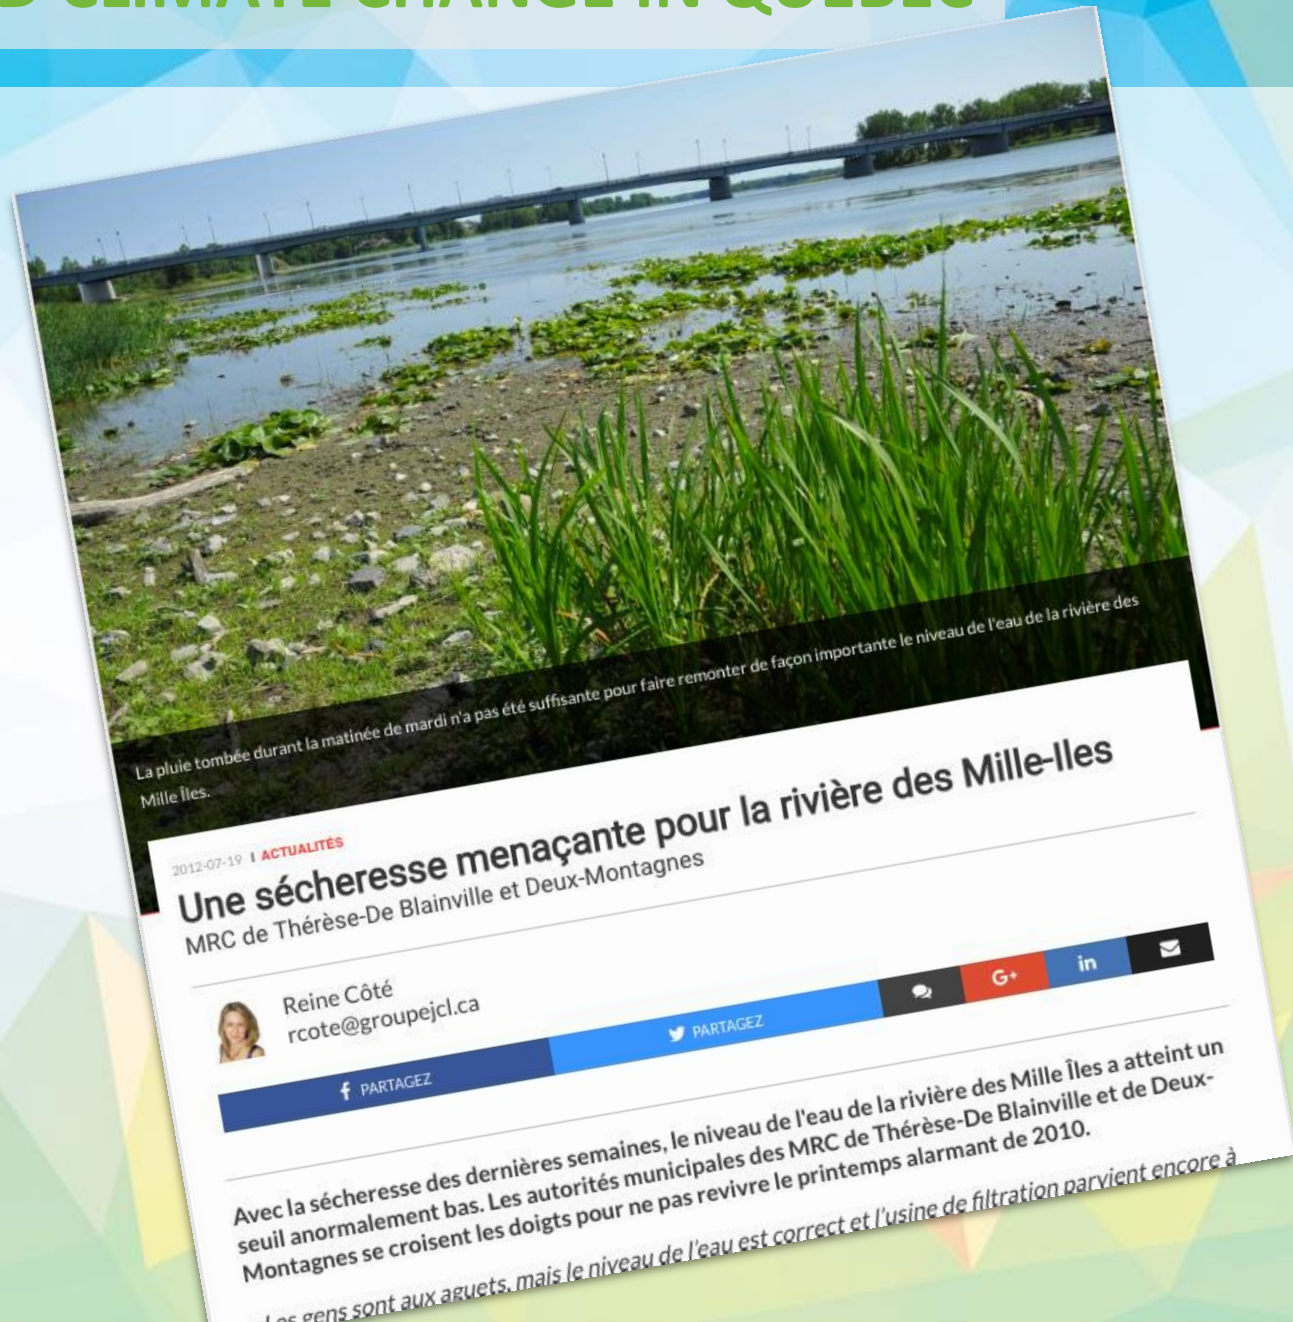 D CLIMATE CHANGE IN QUEBEC
La pluie tombée durant la matinée de mardi n'a pas été suffisante pour faire remonter de façon importante le niveau de l'eau de la rivière des
Mille Îles.
2012-07-19 | ACTUALITÉS
Une sécheresse menaçante pour la rivière des Mille-Iles
MRC de Thérèse-De Blainville et Deux-Montagnes
Reine Côté
rcote@groupejcl.ca
f PARTAGEZ
PARTAGEZ
G+
in
Avec la sécheresse des dernières semaines, le niveau de l'eau de la rivière des Mille Îles a atteint un
seuil anormalement bas. Les autorités municipales des MRC de Thérèse-De Blainville et de Deux-
Montagnes se croisent les doigts pour ne pas revivre le printemps alarmant de 2010.
Les gens sont aux aguets, mais le niveau de l'eau est correct et l'usine de filtration parvient encore à